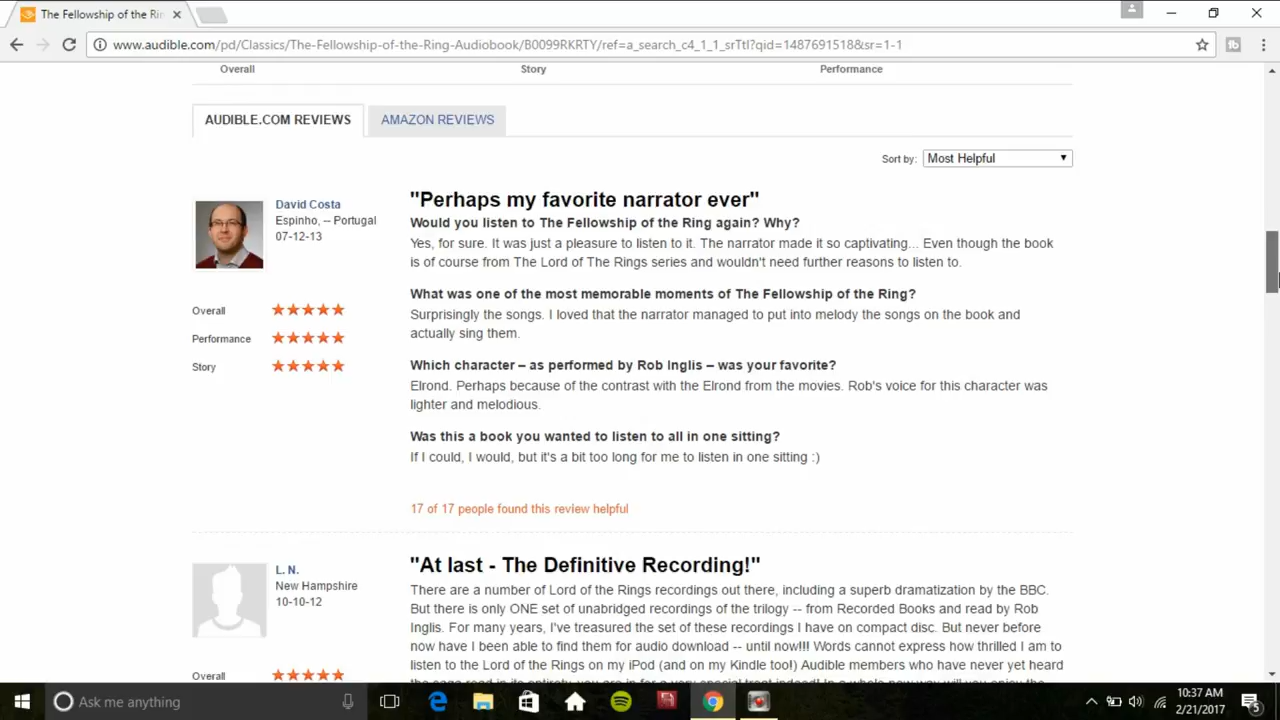 The Fellowship of the Rin
www.audible.com/pd/Classics/The-Fellowship-of-the-Ring-Audiobook/B0099RKRTY/ref=a_search_c4_1_1_srTtl?qid=1487691518&sr=1-1
Overall Story Performance
AUDIBLE.COM REVIEWS AMAZON REVIEWS
Sort by: Most Helpful
David Costa
Espinho, -- Portugal
07-12-13
Overall
Performance
Story
"Perhaps my favorite narrator ever"
Would you listen to The Fellowship of the Ring again? Why?
Yes, for sure. It was just a pleasure to listen to it. The narrator made it so captivating... Even though the book
is of course from The Lord of The Rings series and wouldn't need further reasons to listen to.
What was one of the most memorable moments of The Fellowship of the Ring?
Surprisingly the songs. I loved that the narrator managed to put into melody the songs on the book and
actually sing them.
Which character – as performed by Rob Inglis – was your favorite?
Elrond. Perhaps because of the contrast with the Elrond from the movies. Rob's voice for this character was
lighter and melodious.
Was this a book you wanted to listen to all in one sitting?
If I could, I would, but it's a bit too long for me to listen in one sitting :)
17 of 17 people found this review helpful
L. N.
New Hampshire
10-10-12
Overall
"At last - The Definitive Recording!"
There are a number of Lord of the Rings recordings out there, including a superb dramatization by the BBC.
But there is only ONE set of unabridged recordings of the trilogy -- from Recorded Books and read by Rob
Inglis. For many years, I've treasured the set of these recordings I have on compact disc. But never before
now have I been able to find them for audio download -- until now!!! Words cannot express how thrilled I am to
listen to the Lord of the Rings on my iPod (and on my Kindle too!) Audible members who have never yet heard
Ask me anything
10:37 AM
2/21/2017
5